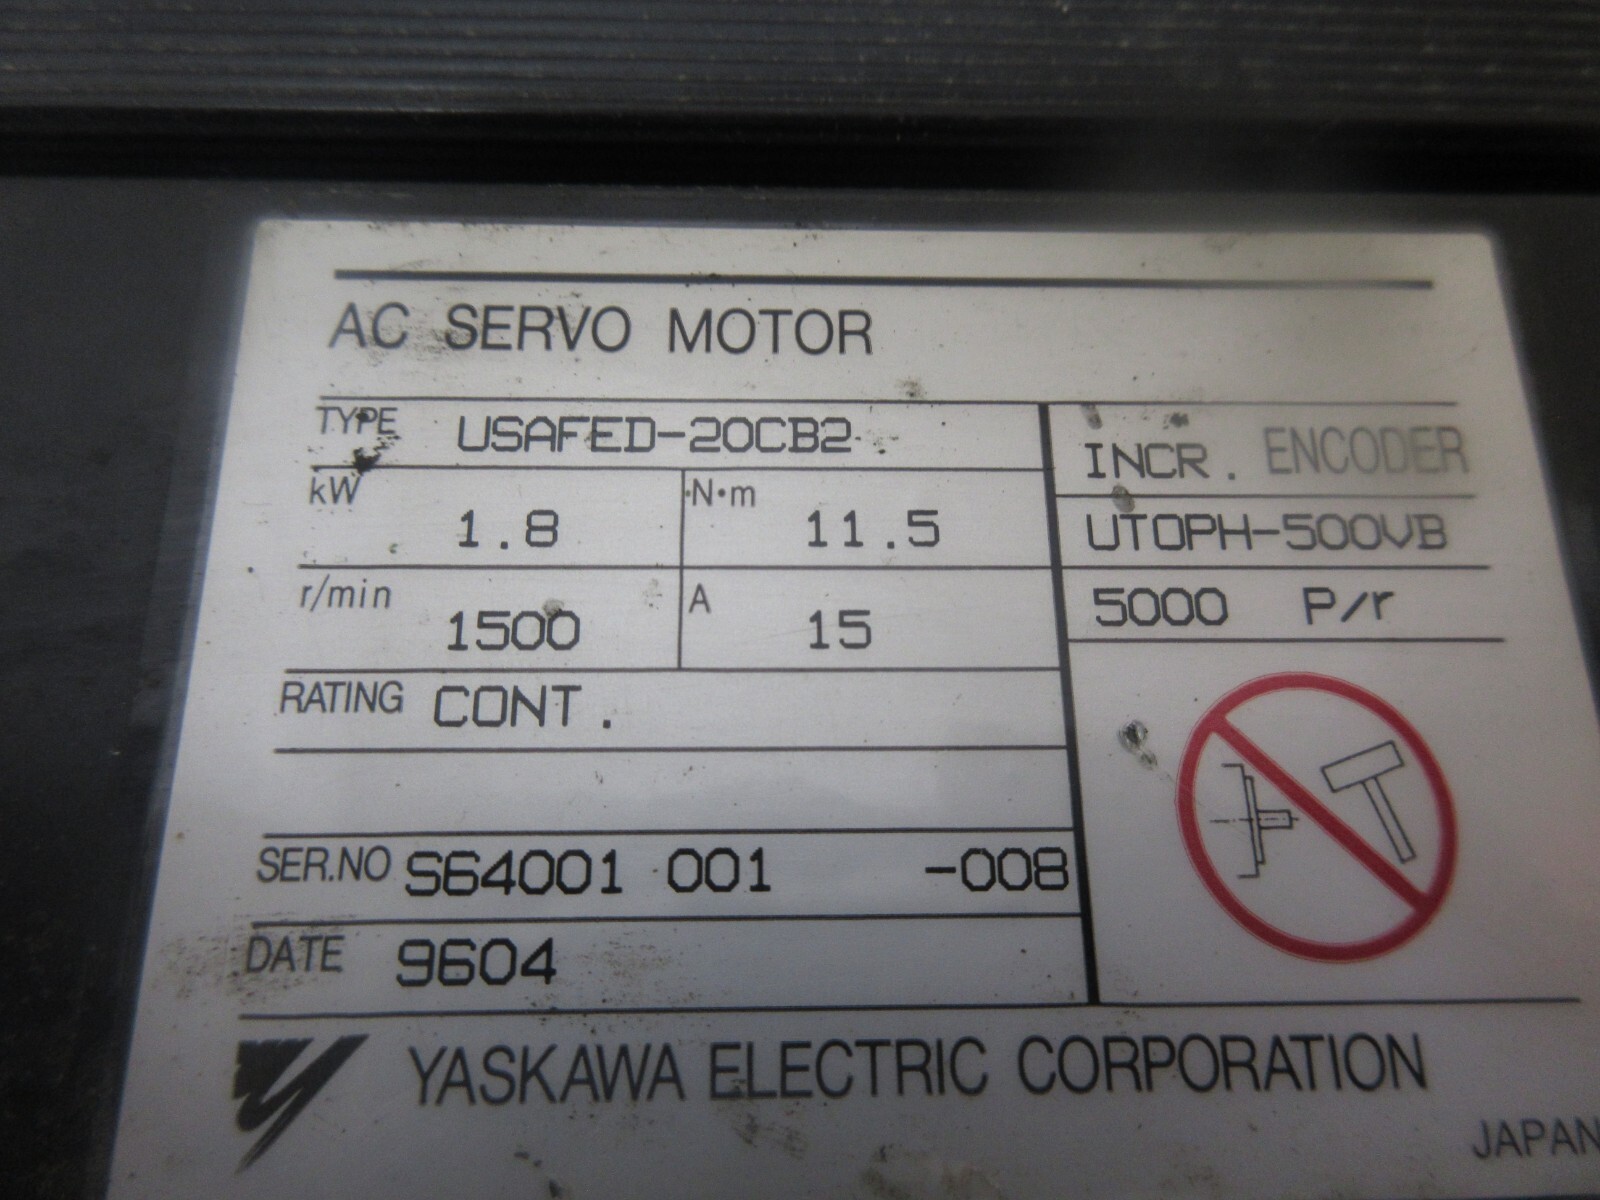 AC SERVO MOTOR
TYPE USAFED-20CB2
INCR. ENCODER
kW 1.8 N·m 11.5
UTOPH-500VB
r/min 1500 A 15
5000 P/r
RATING CONT.
SER.NO S64001 001 -008
DATE 9604
YASKAWA ELECTRIC CORPORATION
JAPAN